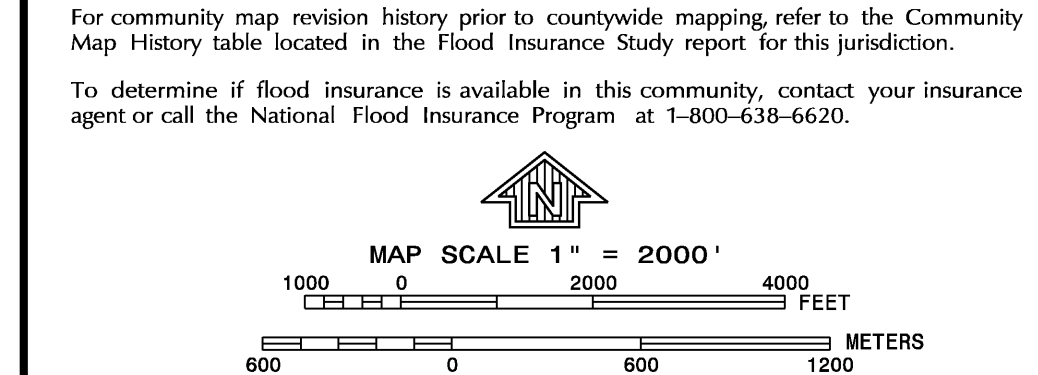 For community map revision history prior to countywide mapping, refer to the Community
Map History table located in the Flood Insurance Study report for this jurisdiction.
To determine if flood insurance is available in this community, contact your insurance
agent or call the National Flood Insurance Program at 1–800–638–6620.
N
MAP SCALE 1" = 2000'
1000 0 2000 4000
FEET
METERS
600 0 600 1200